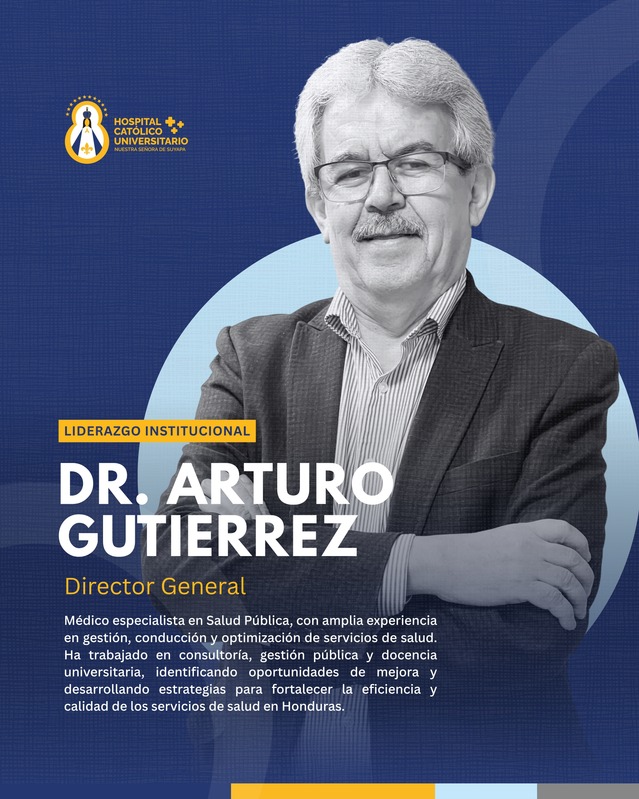 HOSPITAL
CATÓLICO
UNIVERSITARIO
NUESTRA SEÑORA DE SUYAPA
LIDERAZGO INSTITUCIONAL
DR. ARTURO
GUTIERREZ
Director General
Médico especialista en Salud Pública, con amplia experiencia
en gestión, conducción y optimización de servicios de salud.
Ha trabajado en consultoría, gestión pública y docencia
universitaria, identificando oportunidades de mejora y
desarrollando estrategias para fortalecer la eficiencia y
calidad de los servicios de salud en Honduras.